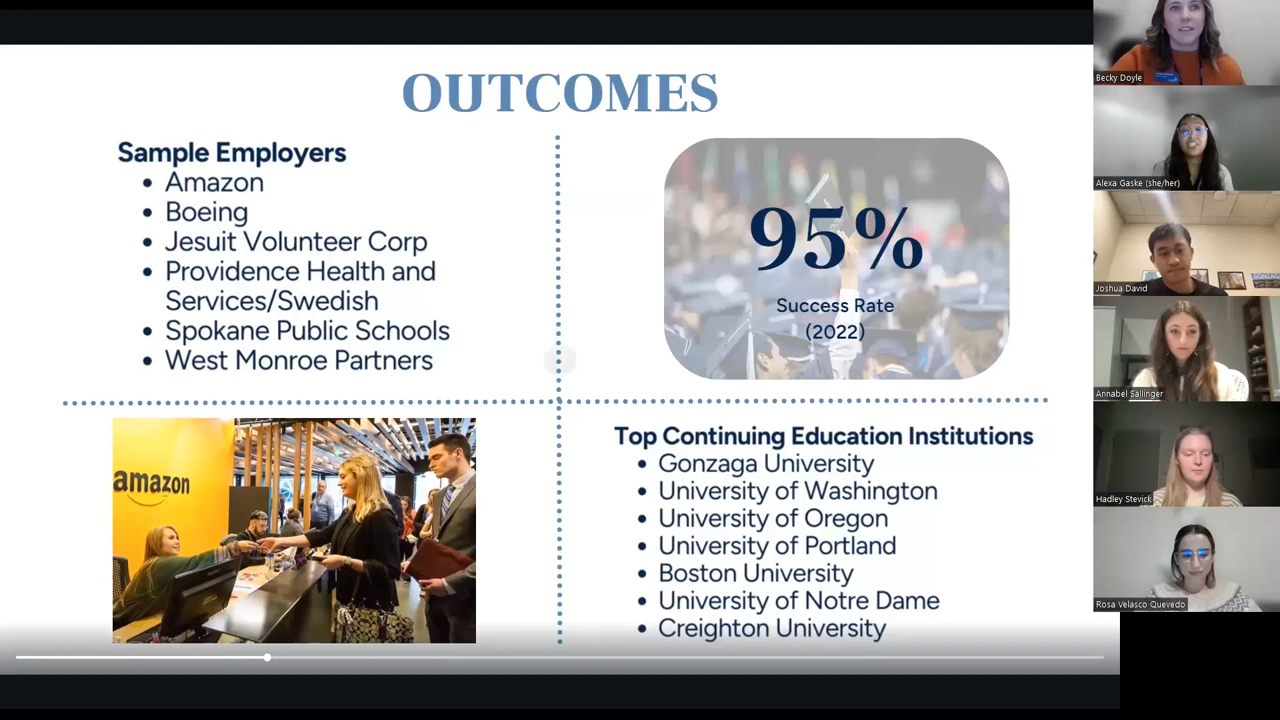 OUTCOMES
Sample Employers
• Amazon
• Boeing
• Jesuit Volunteer Corp
• Providence Health and
Services/Swedish
• Spokane Public Schools
• West Monroe Partners
95%
Success Rate
(2022)
amazon
Top Continuing Education Institutions
• Gonzaga University
• University of Washington
• University of Oregon
• University of Portland
• Boston University
• University of Notre Dame
• Creighton University
Becky Doyle
Alexa Gaske (she/her)
Joshua David
Annabel Sallinger
Hadley Stevick
Rosa Velasco Quevedo